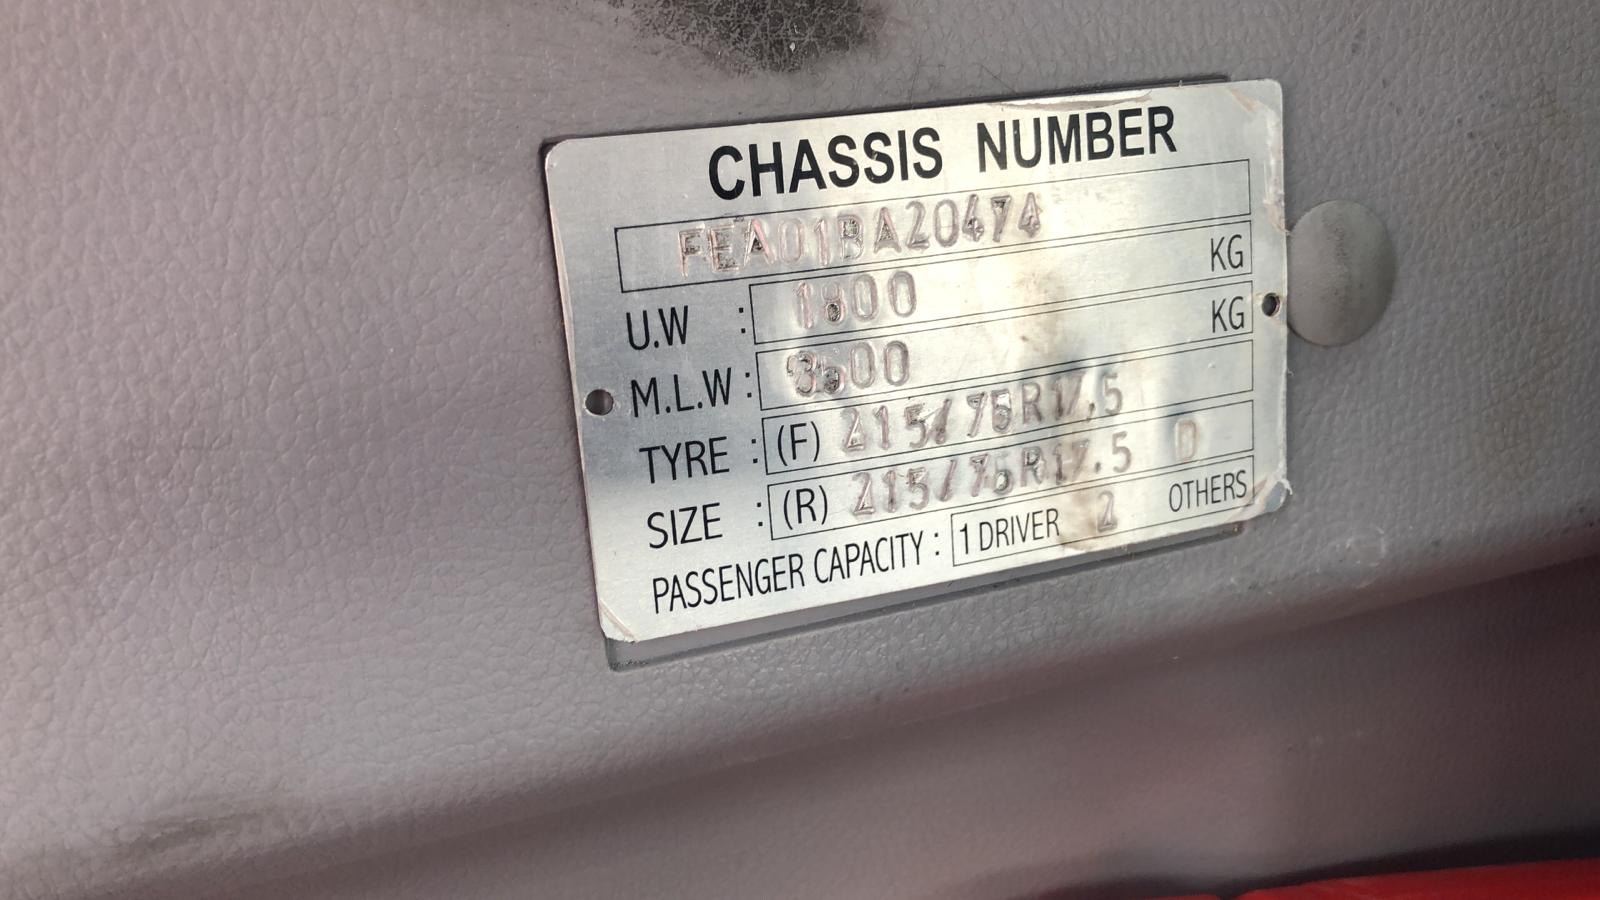 CHASSIS NUMBER
FEA01BA20474
U.W : 1800 KG
M.L.W : 3500 KG
TYRE : (F) 215/75R17.5
SIZE : (R) 215/75R17.5 D
PASSENGER CAPACITY : 1 DRIVER 2 OTHERS